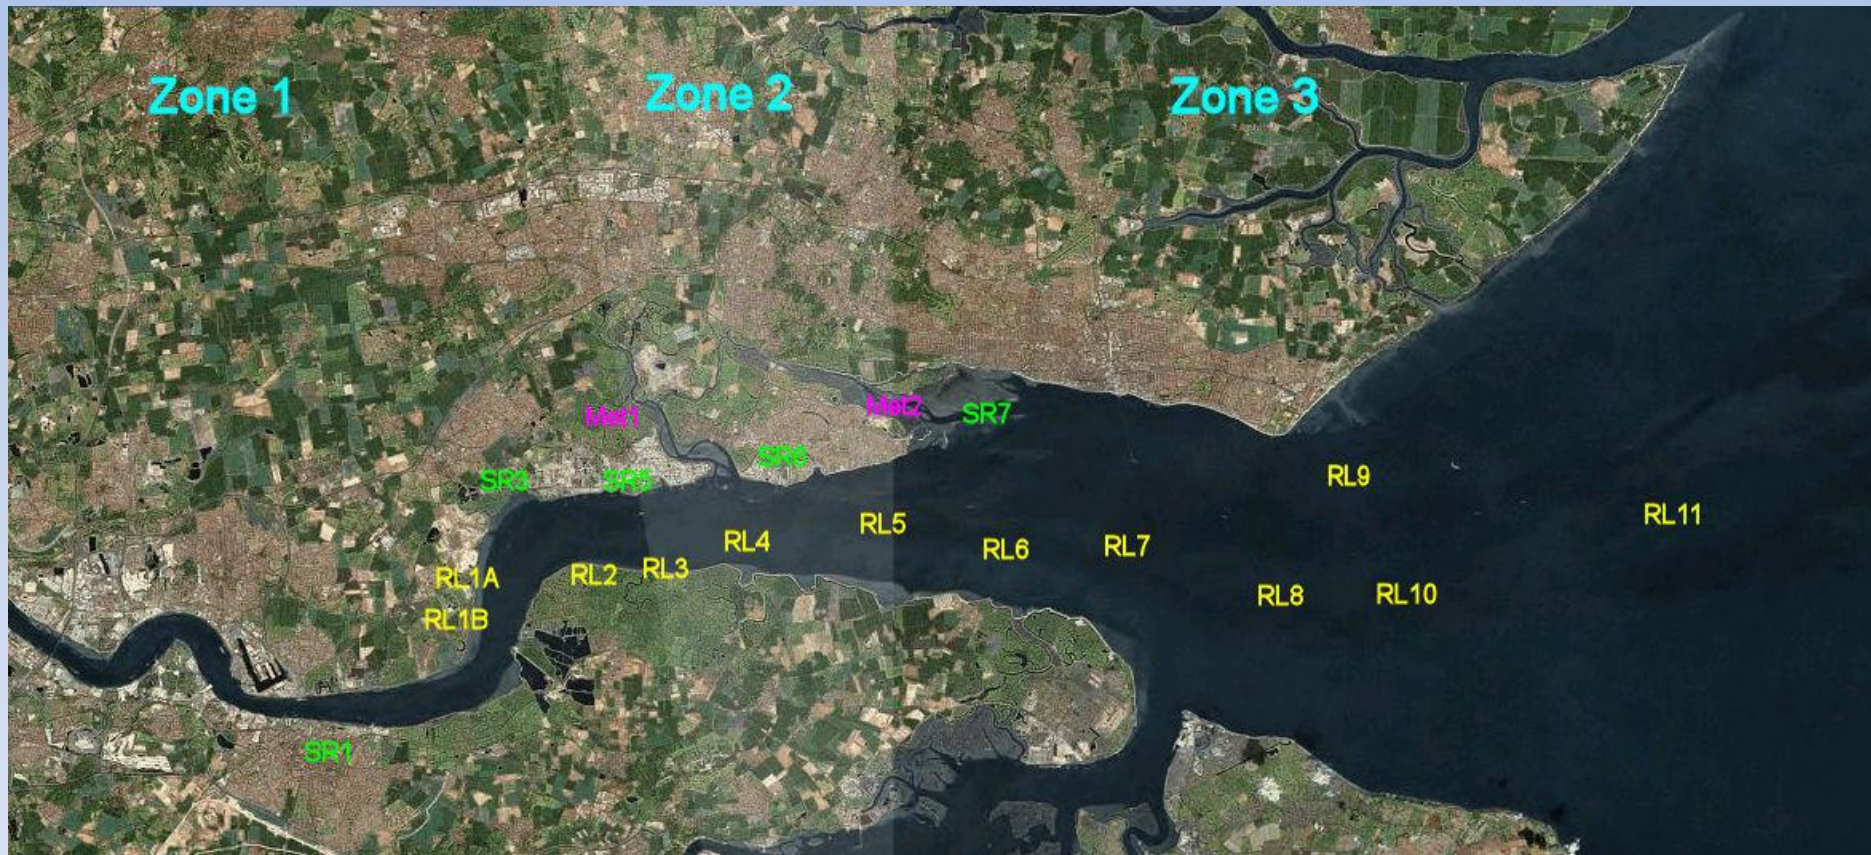 Zone 1
Zone 2
Zone 3
Met1
Met2
SR7
SR6
SR3
SR5
RL9
RL11
RL5
RL4
RL6
RL7
RL3
RL2
RL1A
RL8
RL10
RL1B
SR1